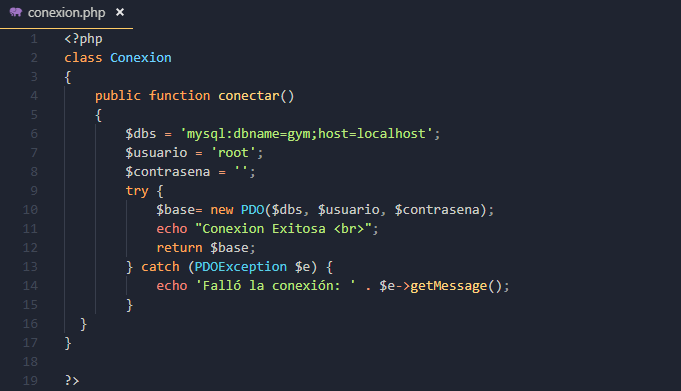 conexion.php ×
1 <?php
2 class Conexion
3 {
4 public function conectar()
5 {
6 $dbs = 'mysql:dbname=gym;host=localhost';
7 $usuario = 'root';
8 $contrasena = '';
9 try {
10 $base= new PDO($dbs, $usuario, $contrasena);
11 echo "Conexion Exitosa <br>";
12 return $base;
13 } catch (PDOException $e) {
14 echo 'Falló la conexión: ' . $e->getMessage();
15 }
16 }
17 }
18
19 ?>